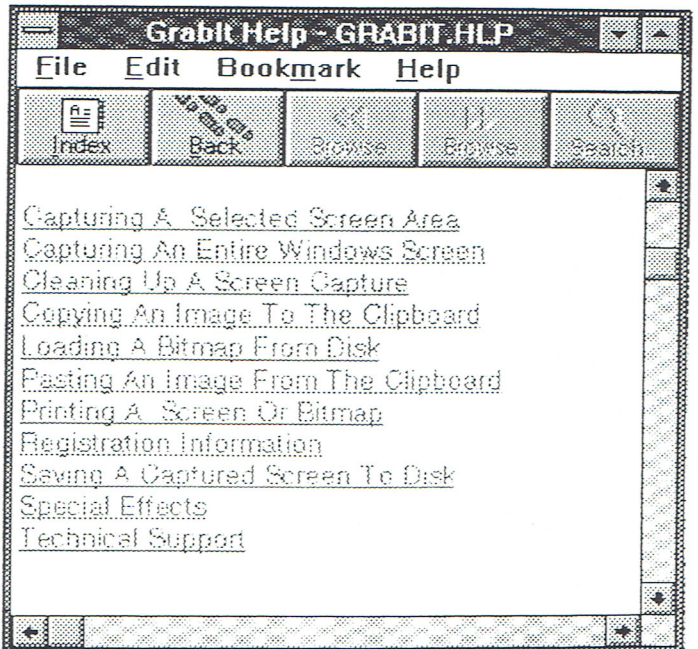 GrabIt Help - GRABIT.HLP
File Edit Bookmark Help
Index Back Browse Browse Search
Capturing A Selected Screen Area
Capturing An Entire Windows Screen
Cleaning Up A Screen Capture
Copying An Image To The Clipboard
Loading A Bitmap From Disk
Pasting An Image From The Clipboard
Printing A Screen Or Bitmap
Registration Information
Saving A Captured Screen To Disk
Special Effects
Technical Support